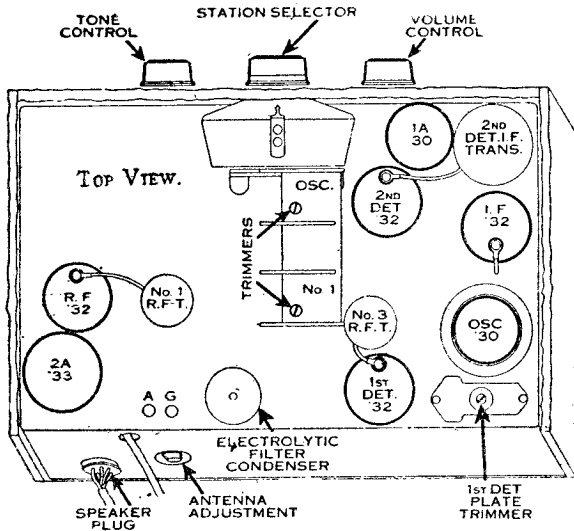 TONE
CONTROL
STATION SELECTOR
VOLUME
CONTROL
TOP VIEW.
1A
30
2ND
DET. I.F.
TRANS.
OSC.
2ND
DET
'32
I.F
'32
TRIMMERS
No. 1
R.F
'32
No. 1
R.F.T.
No. 3
R.F.T.
OSC
'30
2A
'33
A G
1ST
DET.
'32
ELECTROLYTIC
FILTER
CONDENSER
SPEAKER
PLUG
ANTENNA
ADJUSTMENT
1ST DET
PLATE
TRIMMER